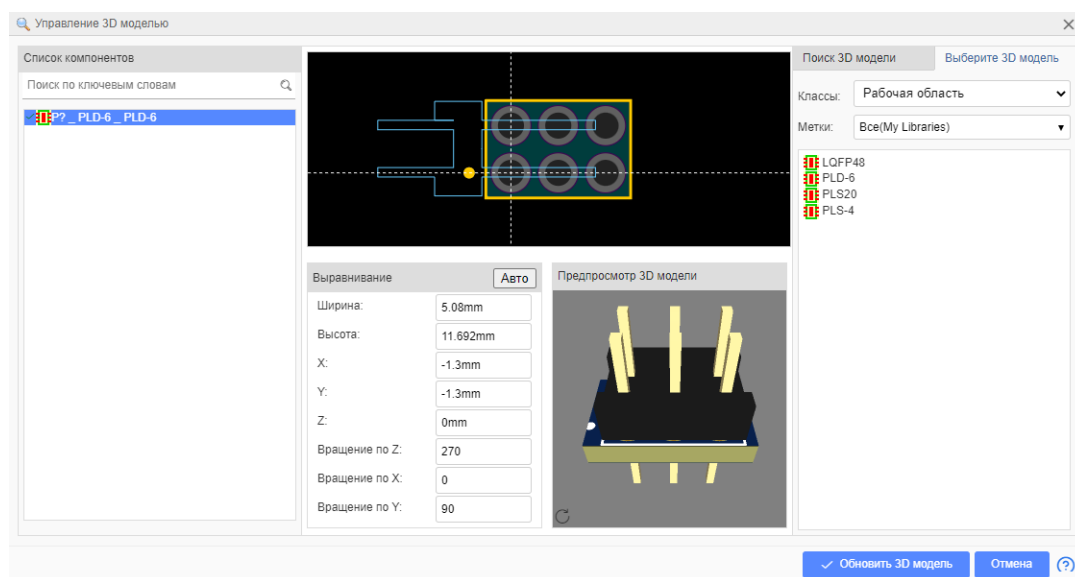 Управление 3D моделью
Список компонентов
Поиск по ключевым словам
P? _ PLD-6 _ PLD-6
Выравнивание
Авто
Ширина:
5.08mm
Высота:
11.692mm
X:
-1.3mm
Y:
-1.3mm
Z:
0mm
Вращение по Z:
270
Вращение по X:
0
Вращение по Y:
90
Предпросмотр 3D модели
Поиск 3D модели
Выберите 3D модель
Классы:
Рабочая область
Метки:
Все(My Libraries)
LQFP48
PLD-6
PLS20
PLS-4
Обновить 3D модель
Отмена
?